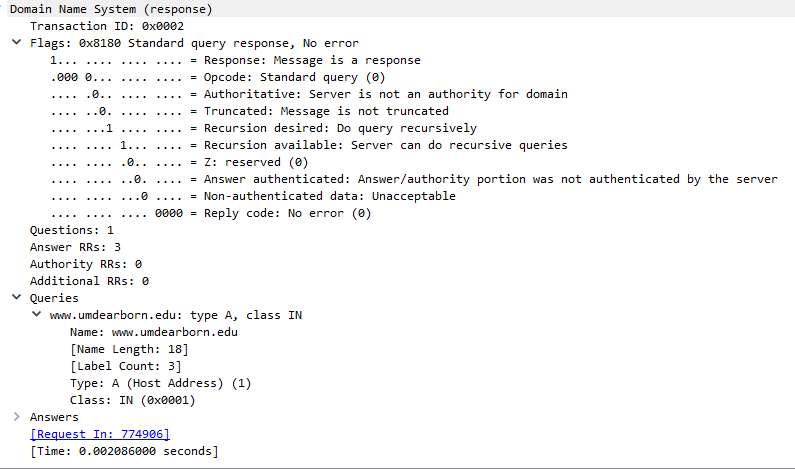 Domain Name System (response)
Transaction ID: 0x0002
Flags: 0x8180 Standard query response, No error
1... .... .... .... = Response: Message is a response
.000 0... .... .... = Opcode: Standard query (0)
.... .0.. .... .... = Authoritative: Server is not an authority for domain
.... ..0. .... .... = Truncated: Message is not truncated
.... ...1 .... .... = Recursion desired: Do query recursively
.... .... 1... .... = Recursion available: Server can do recursive queries
.... .... .0.. .... = Z: reserved (0)
.... .... ..0. .... = Answer authenticated: Answer/authority portion was not authenticated by the server
.... .... ...0 .... = Non-authenticated data: Unacceptable
.... .... .... 0000 = Reply code: No error (0)
Questions: 1
Answer RRs: 3
Authority RRs: 0
Additional RRs: 0
Queries
www.umdearborn.edu: type A, class IN
Name: www.umdearborn.edu
[Name Length: 18]
[Label Count: 3]
Type: A (Host Address) (1)
Class: IN (0x0001)
Answers
[Request In: 774906]
[Time: 0.002086000 seconds]